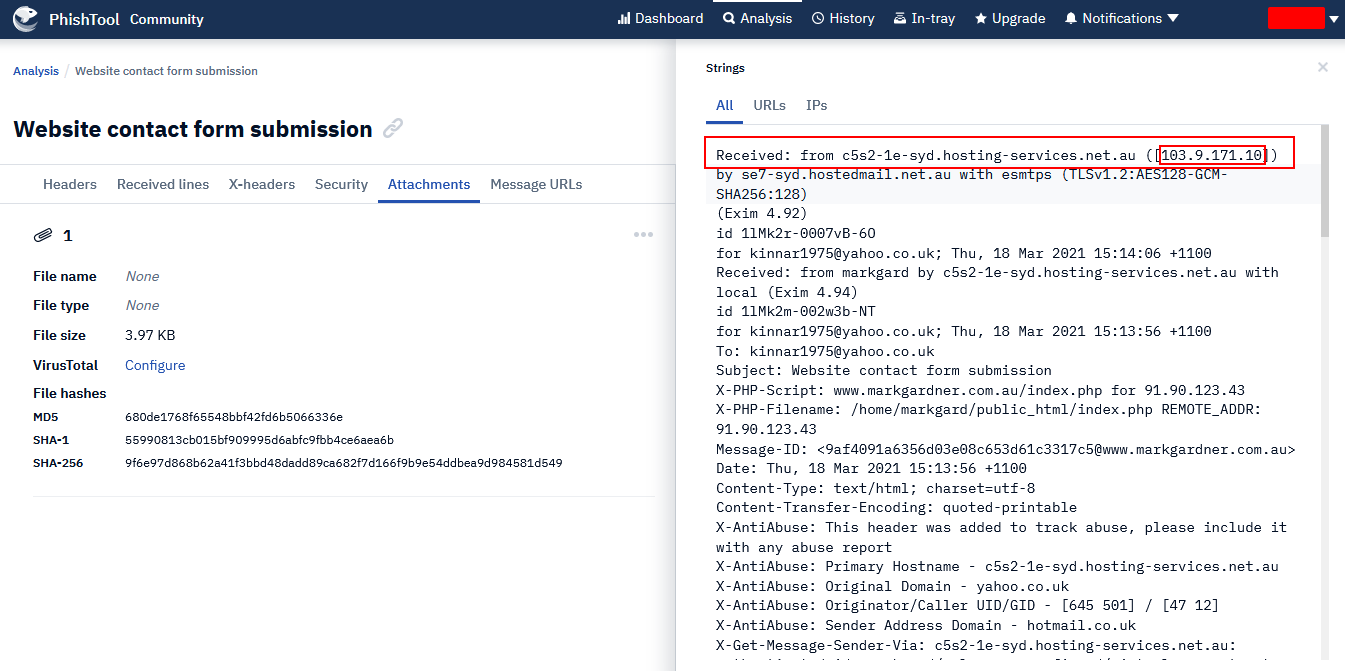 PhishTool Community
Dashboard Analysis History In-tray Upgrade Notifications
Analysis / Website contact form submission
Website contact form submission
Headers Received lines X-headers Security Attachments Message URLs
1
File name None
File type None
File size 3.97 KB
VirusTotal Configure
File hashes
MD5 680de1768f65548bbf42fd6b5066336e
SHA-1 55990813cb015bf909995d6abfc9fbb4ce6aea6b
SHA-256 9f6e97d868b62a41f3bbd48dadd89ca682f7d166f9b9e54ddbea9d984581d549
Strings
All URLs IPs
Received: from c5s2-1e-syd.hosting-services.net.au ([103.9.171.10])
by se7-syd.hostedmail.net.au with esmtps (TLSv1.2:AES128-GCM-
SHA256:128)
(Exim 4.92)
id 1lMk2r-0007vB-6O
for kinnar1975@yahoo.co.uk; Thu, 18 Mar 2021 15:14:06 +1100
Received: from markgard by c5s2-1e-syd.hosting-services.net.au with
local (Exim 4.94)
id 1lMk2m-002w3b-NT
for kinnar1975@yahoo.co.uk; Thu, 18 Mar 2021 15:13:56 +1100
To: kinnar1975@yahoo.co.uk
Subject: Website contact form submission
X-PHP-Script: www.markgardner.com.au/index.php for 91.90.123.43
X-PHP-Filename: /home/markgard/public_html/index.php REMOTE_ADDR:
91.90.123.43
Message-ID: <9af4091a6356d03e08c653d61c3317c5@www.markgardner.com.au>
Date: Thu, 18 Mar 2021 15:13:56 +1100
Content-Type: text/html; charset=utf-8
Content-Transfer-Encoding: quoted-printable
X-AntiAbuse: This header was added to track abuse, please include it
with any abuse report
X-AntiAbuse: Primary Hostname - c5s2-1e-syd.hosting-services.net.au
X-AntiAbuse: Original Domain - yahoo.co.uk
X-AntiAbuse: Originator/Caller UID/GID - [645 501] / [47 12]
X-AntiAbuse: Sender Address Domain - hotmail.co.uk
X-Get-Message-Sender-Via: c5s2-1e-syd.hosting-services.net.au: